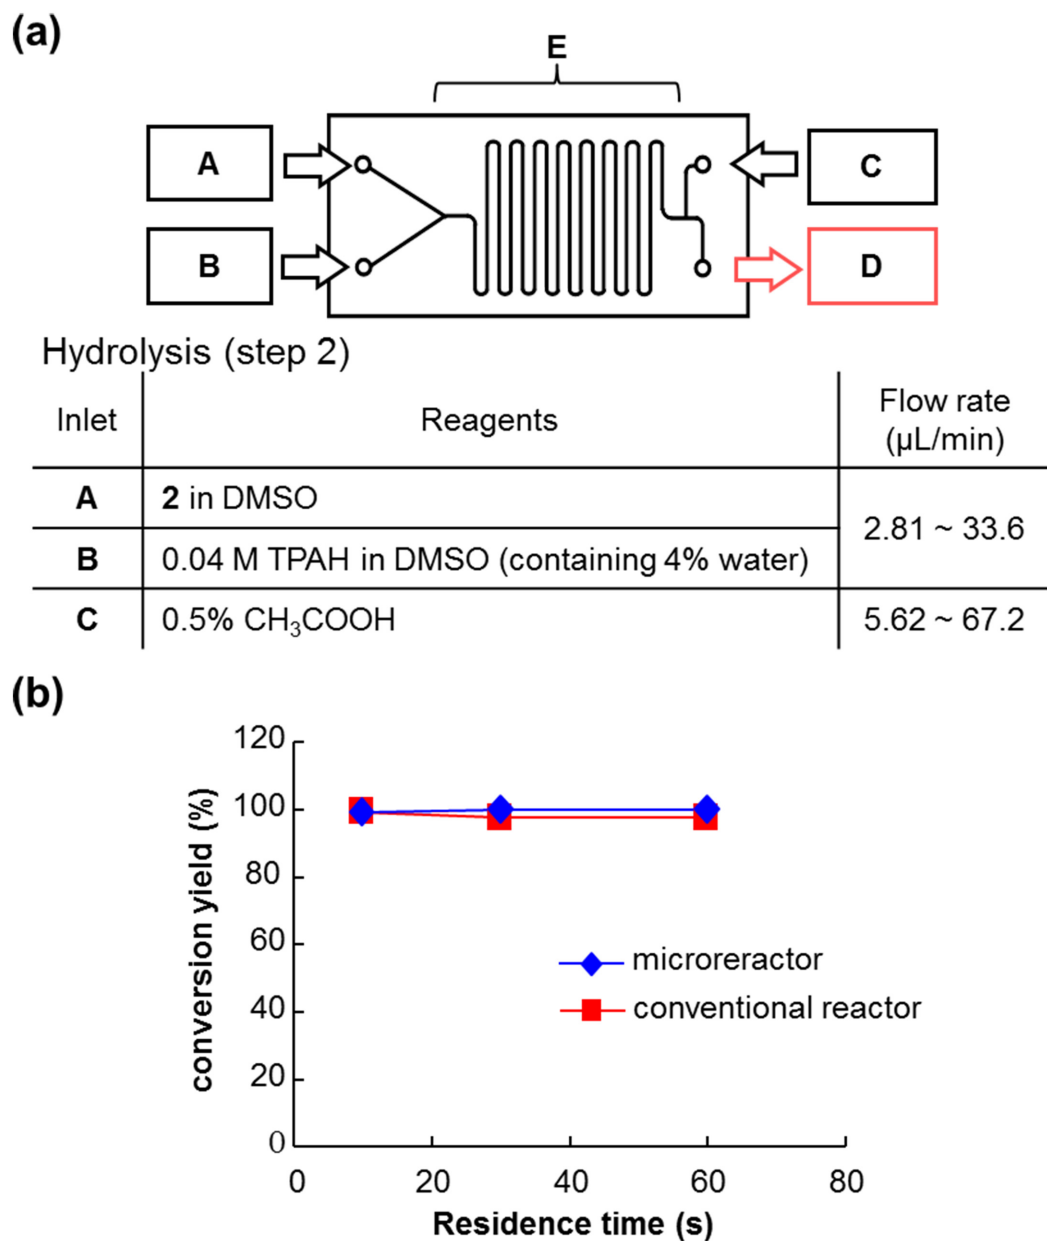 (a)
E
A
C
B
D
Hydrolysis (step 2)
Inlet Reagents Flow rate (µL/min)
A 2 in DMSO 2.81 ~ 33.6
B 0.04 M TPAH in DMSO (containing 4% water)
C 0.5% CH₃COOH 5.62 ~ 67.2
(b)
120
100
80
60
40
20
0
conversion yield (%)
microreractor
conventional reactor
0 20 40 60 80
Residence time (s)